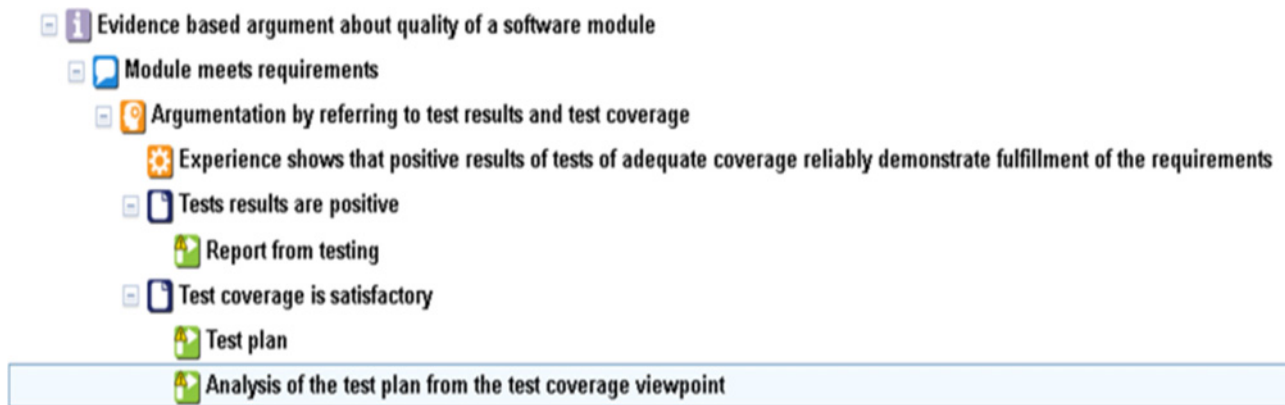 Evidence based argument about quality of a software module
Module meets requirements
Argumentation by referring to test results and test coverage
Experience shows that positive results of tests of adequate coverage reliably demonstrate fulfillment of the requirements
Tests results are positive
Report from testing
Test coverage is satisfactory
Test plan
Analysis of the test plan from the test coverage viewpoint